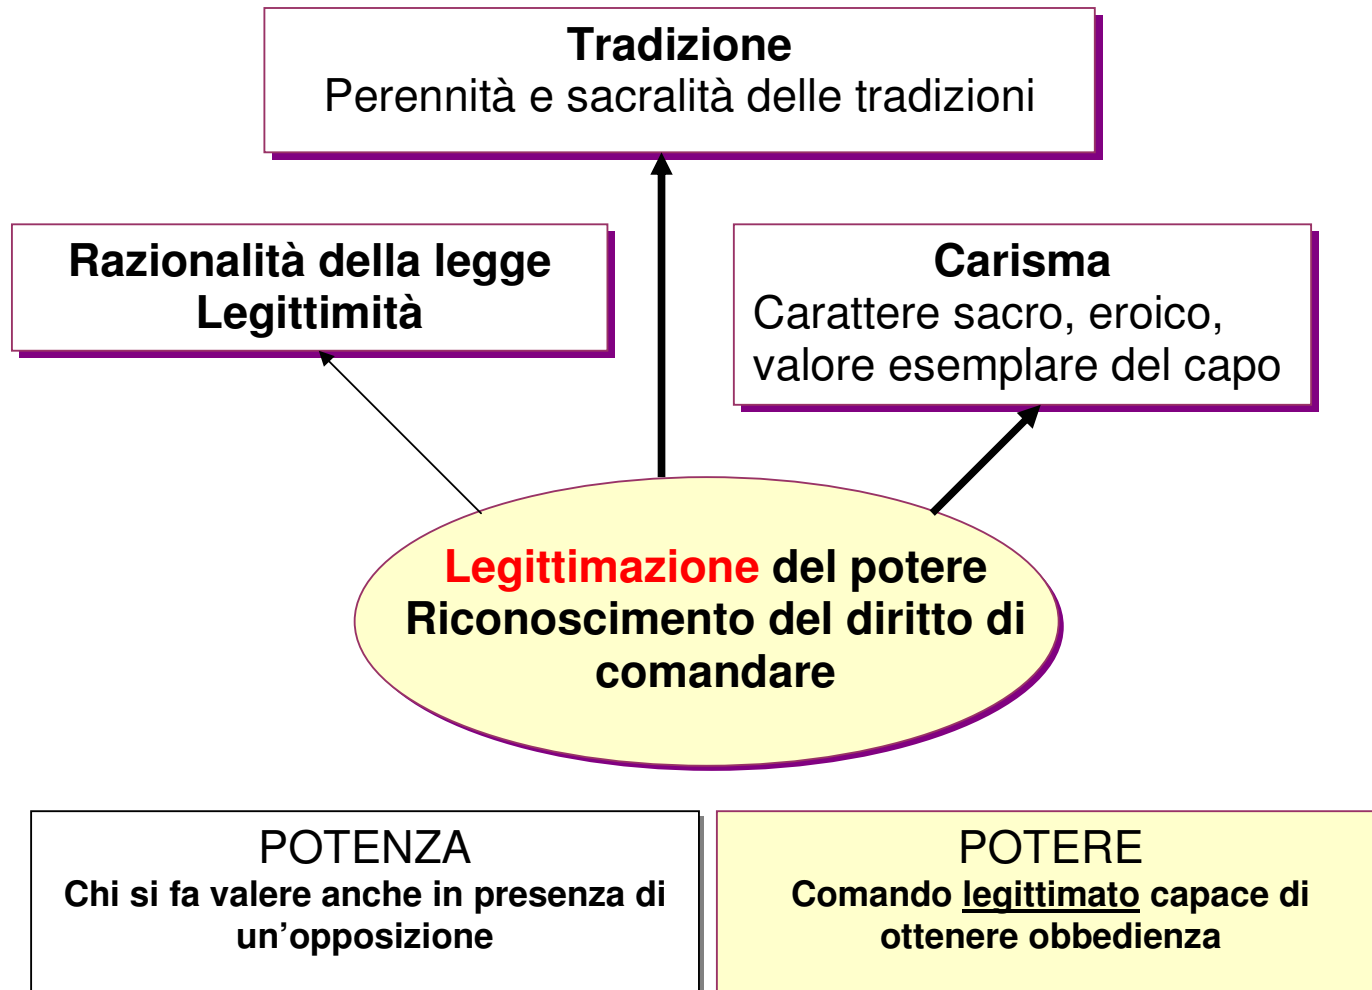 Tradizione
Perennità e sacralità delle tradizioni
Razionalità della legge
Legittimità
Carisma
Carattere sacro, eroico,
valore esemplare del capo
Legittimazione del potere
Riconoscimento del diritto di
comandare
POTENZA
Chi si fa valere anche in presenza di
un’opposizione
POTERE
Comando legittimato capace di
ottenere obbedienza